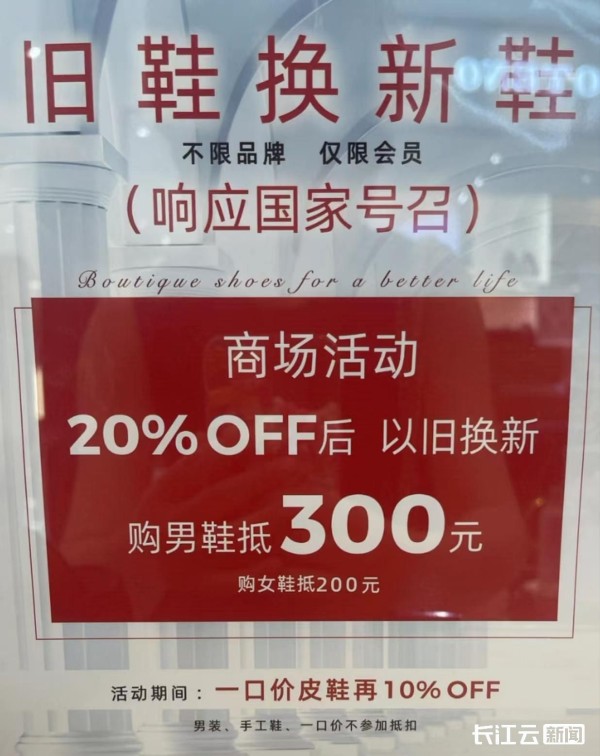 旧鞋换新鞋
不限品牌 仅限会员
（响应国家号召）
Boutique shoes for a better life
商场活动
20% OFF后 以旧换新
购男鞋抵300元
购女鞋抵200元
活动期间：一口价皮鞋再10% OFF
男装、手工鞋、一口价不参加抵扣
长江云新闻